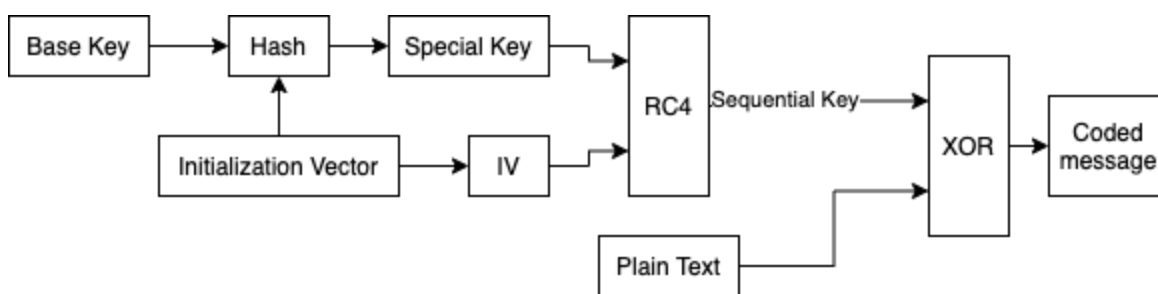 Base Key
Hash
Special Key
RC4
Sequential Key
XOR
Coded
message
Initialization Vector
IV
Plain Text